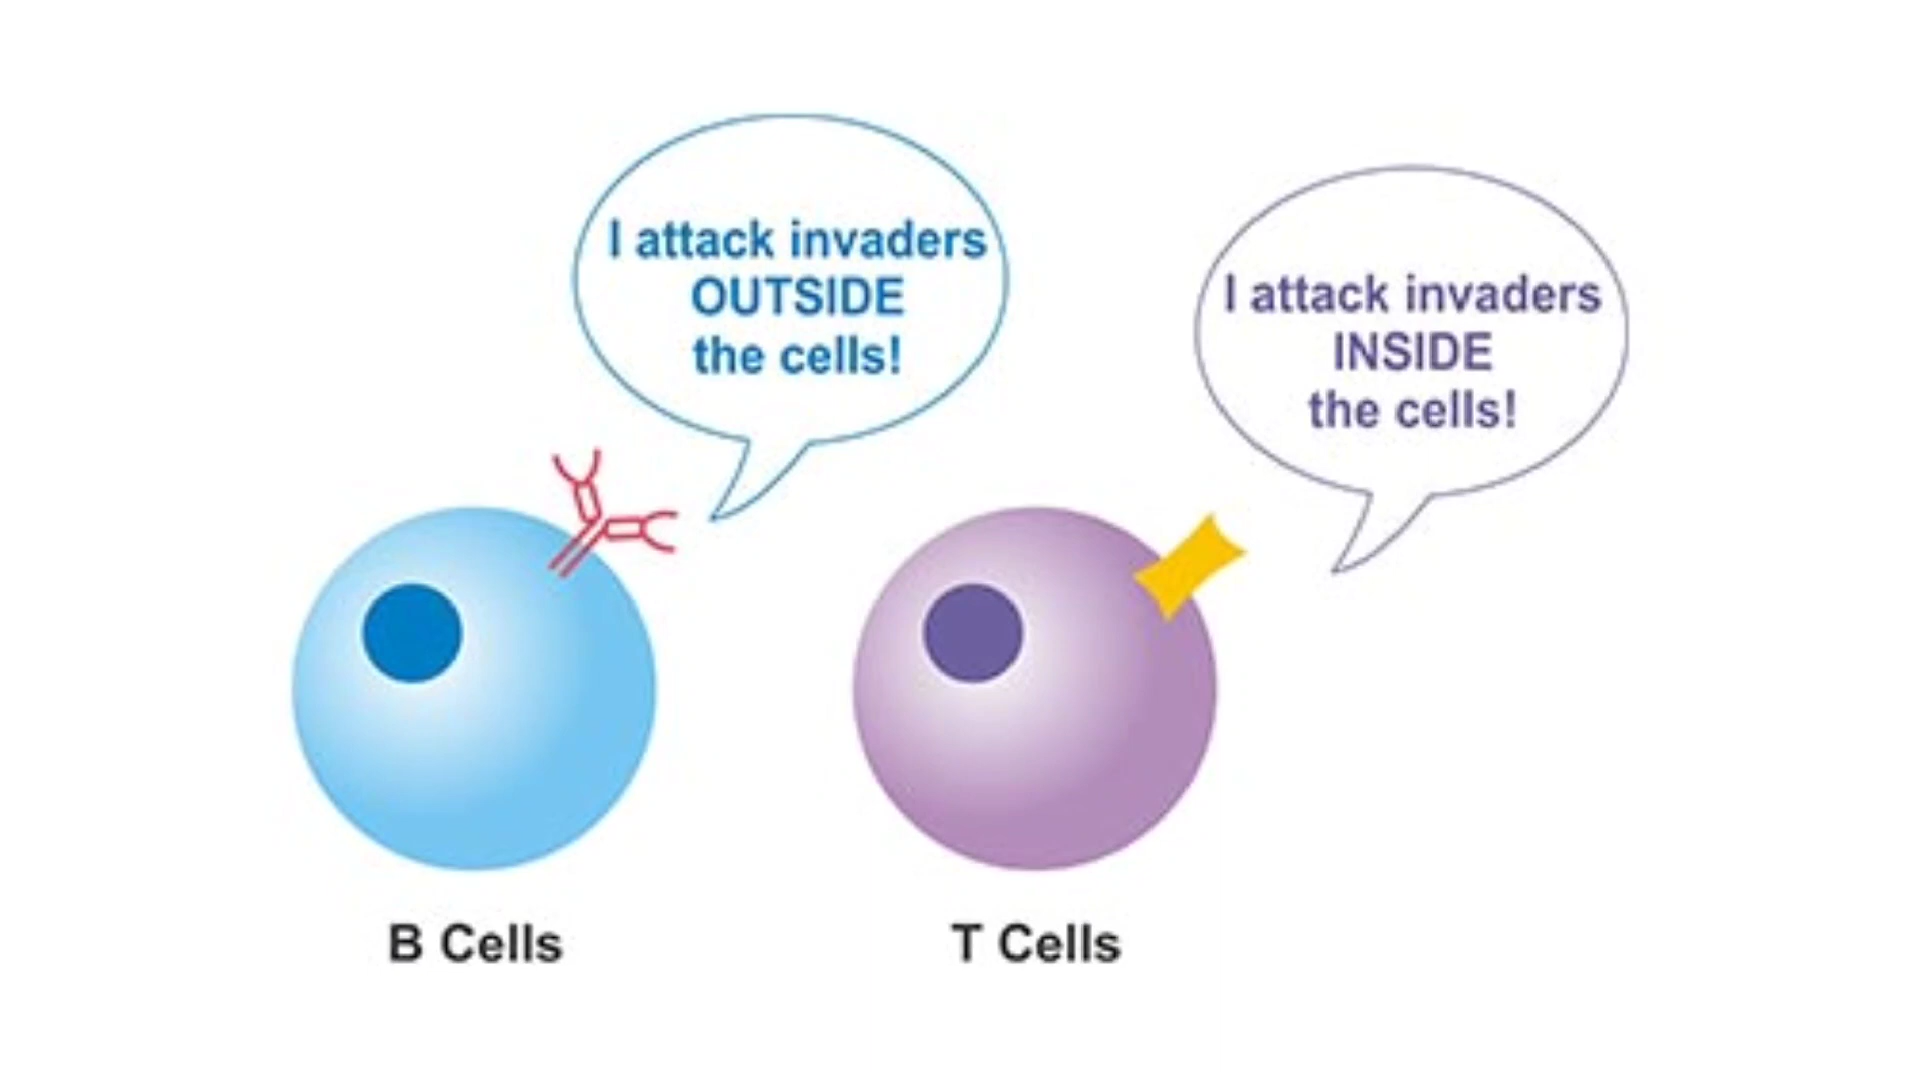 I attack invaders
OUTSIDE
the cells!
I attack invaders
INSIDE
the cells!
B Cells
T Cells